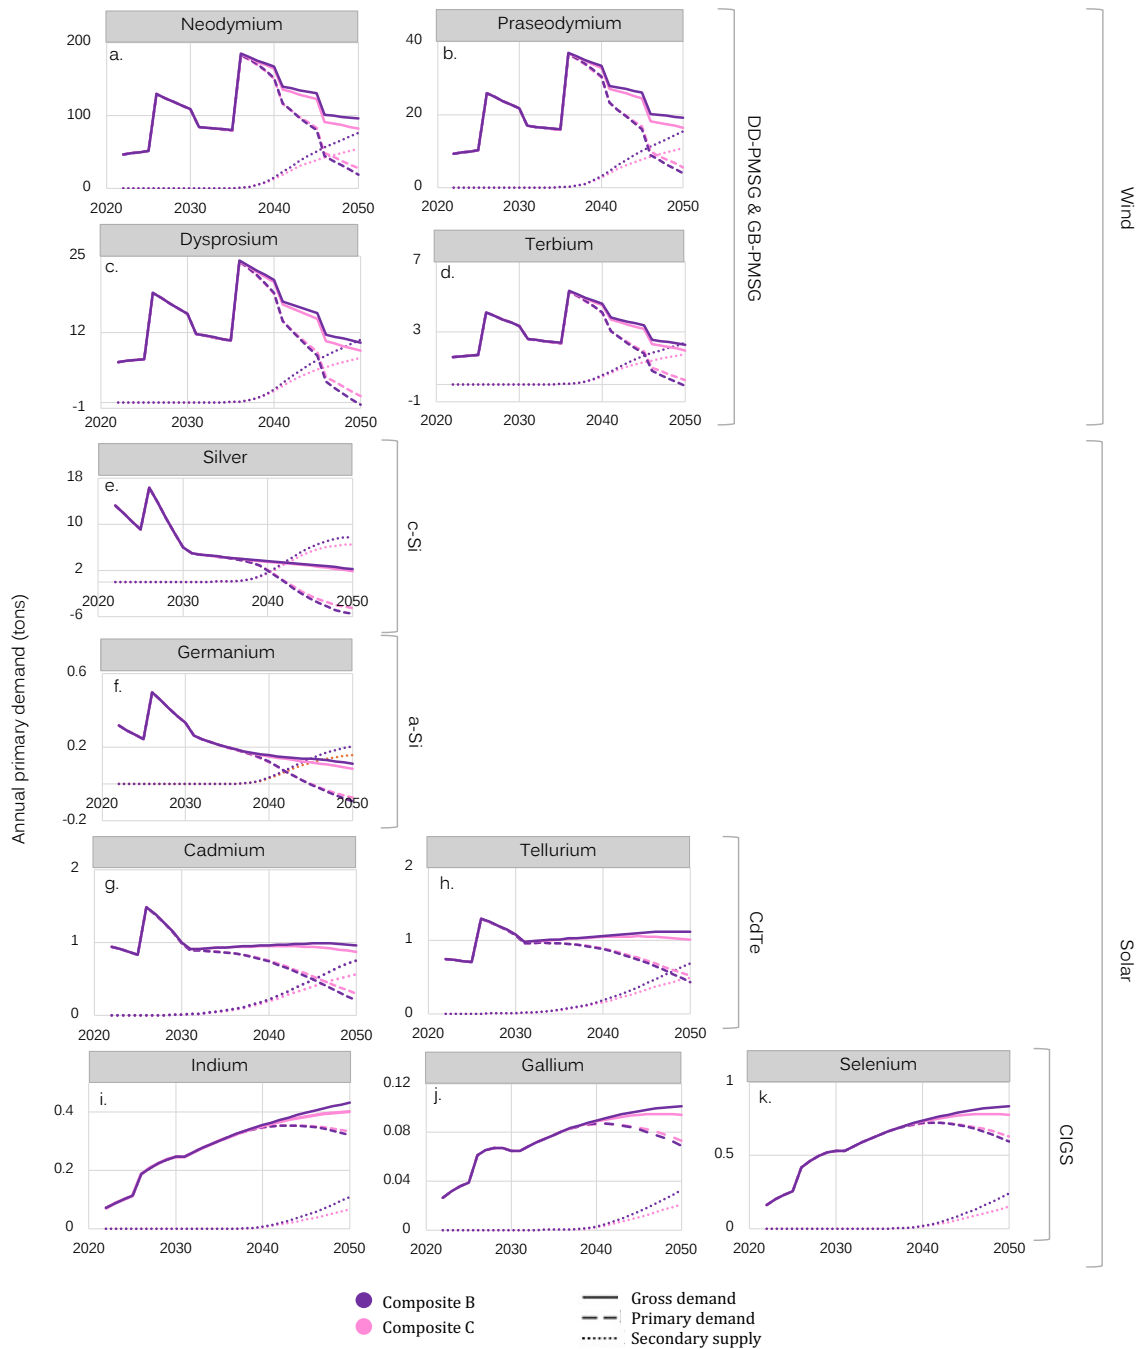 Neodymium
Praseodymium
200
a.
100
0
2020
2030
2040
2050
40
b.
20
0
2020
2030
2040
2050
DD-PMSG & GB-PMSG
Wind
Dysprosium
Terbium
25
c.
12
-1
2020
2030
2040
2050
7
d.
3
-1
2020
2030
2040
2050
Silver
18
e.
10
2
-6
2020
2030
2040
2050
c-Si
Annual primary demand (tons)
Germanium
0.6
f.
0.2
-0.2
2020
2030
2040
2050
a-Si
Cadmium
Tellurium
2
g.
1
0
2020
2030
2040
2050
2
h.
1
0
2020
2030
2040
2050
CdTe
Solar
Indium
Gallium
Selenium
i.
0.4
0.2
0
2020
2030
2040
2050
0.12
j.
0.08
0.04
0
2020
2030
2040
2050
1
k.
0.5
0
2020
2030
2040
2050
CIGS
Composite B
Composite C
Gross demand
Primary demand
Secondary supply